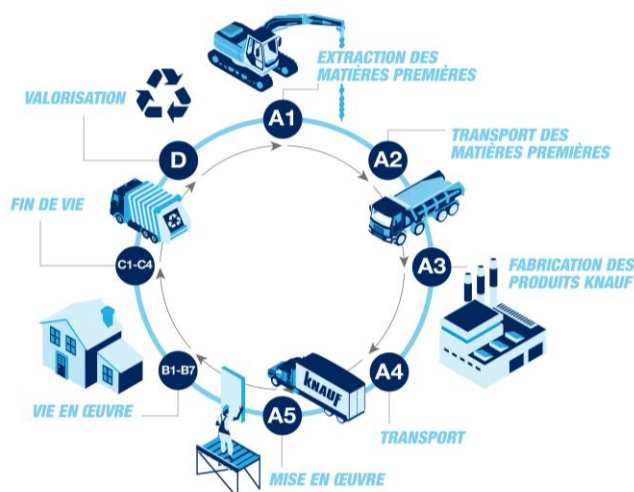 EXTRACTION DES
MATIÈRES PREMIÈRES
A1
TRANSPORT DES
MATIÈRES PREMIÈRES
A2
A3
FABRICATION DES
PRODUITS KNAUF
A4
TRANSPORT
KNAUF
A5
MISE EN ŒUVRE
B1-B7
VIE EN ŒUVRE
C1-C4
FIN DE VIE
D
VALORISATION